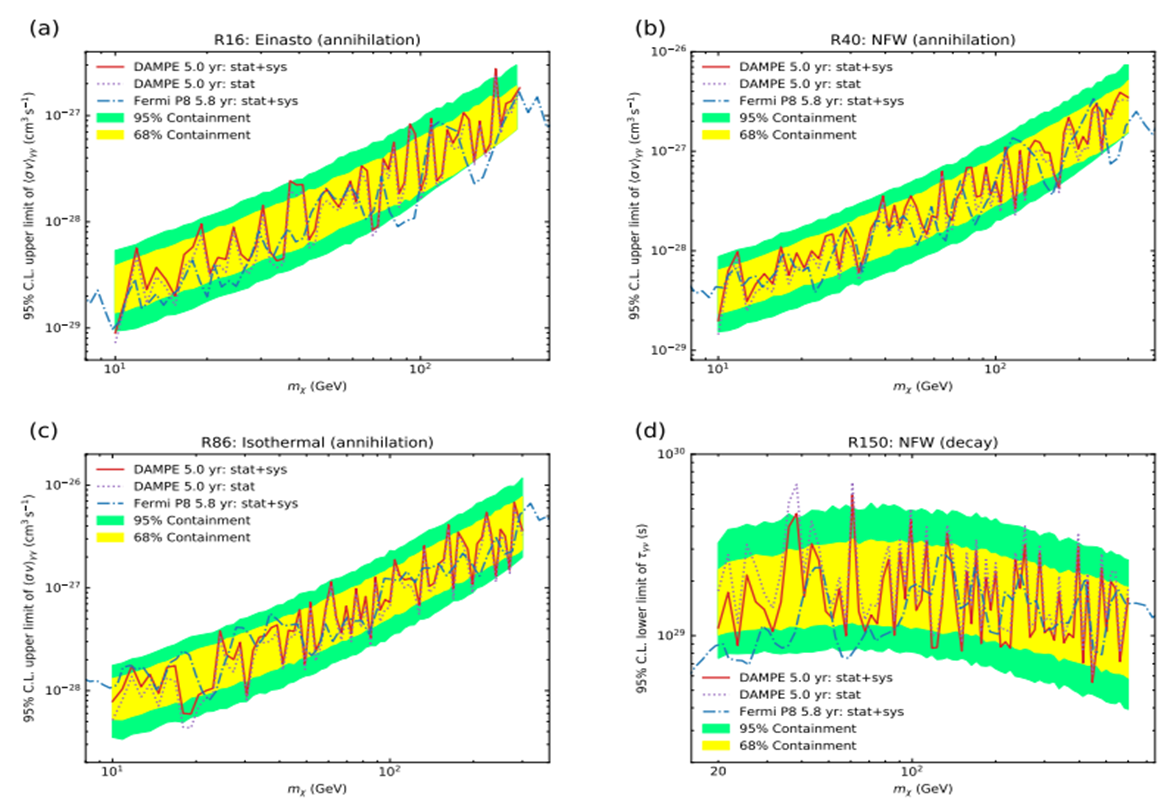 (a)
R16: Einasto (annihilation)
DAMPE 5.0 yr: stat+sys
DAMPE 5.0 yr: stat
Fermi P8 5.8 yr: stat+sys
95% Containment
68% Containment
95% C.L. upper limit of ⟨σv⟩γγ (cm³ s⁻¹)
10⁻²⁷
10⁻²⁸
10⁻²⁹
10¹
10²
mχ (GeV)
(b)
R40: NFW (annihilation)
DAMPE 5.0 yr: stat+sys
DAMPE 5.0 yr: stat
Fermi P8 5.8 yr: stat+sys
95% Containment
68% Containment
95% C.L. upper limit of ⟨σv⟩γγ (cm³ s⁻¹)
10⁻²⁶
10⁻²⁷
10⁻²⁸
10⁻²⁹
10¹
10²
mχ (GeV)
(c)
R86: Isothermal (annihilation)
DAMPE 5.0 yr: stat+sys
DAMPE 5.0 yr: stat
Fermi P8 5.8 yr: stat+sys
95% Containment
68% Containment
95% C.L. upper limit of ⟨σv⟩γγ (cm³ s⁻¹)
10⁻²⁶
10⁻²⁷
10⁻²⁸
10¹
10²
mχ (GeV)
(d)
R150: NFW (decay)
95% C.L. lower limit of τγν (s)
10³⁰
10²⁹
DAMPE 5.0 yr: stat+sys
DAMPE 5.0 yr: stat
Fermi P8 5.8 yr: stat+sys
95% Containment
68% Containment
20
10²
mχ (GeV)